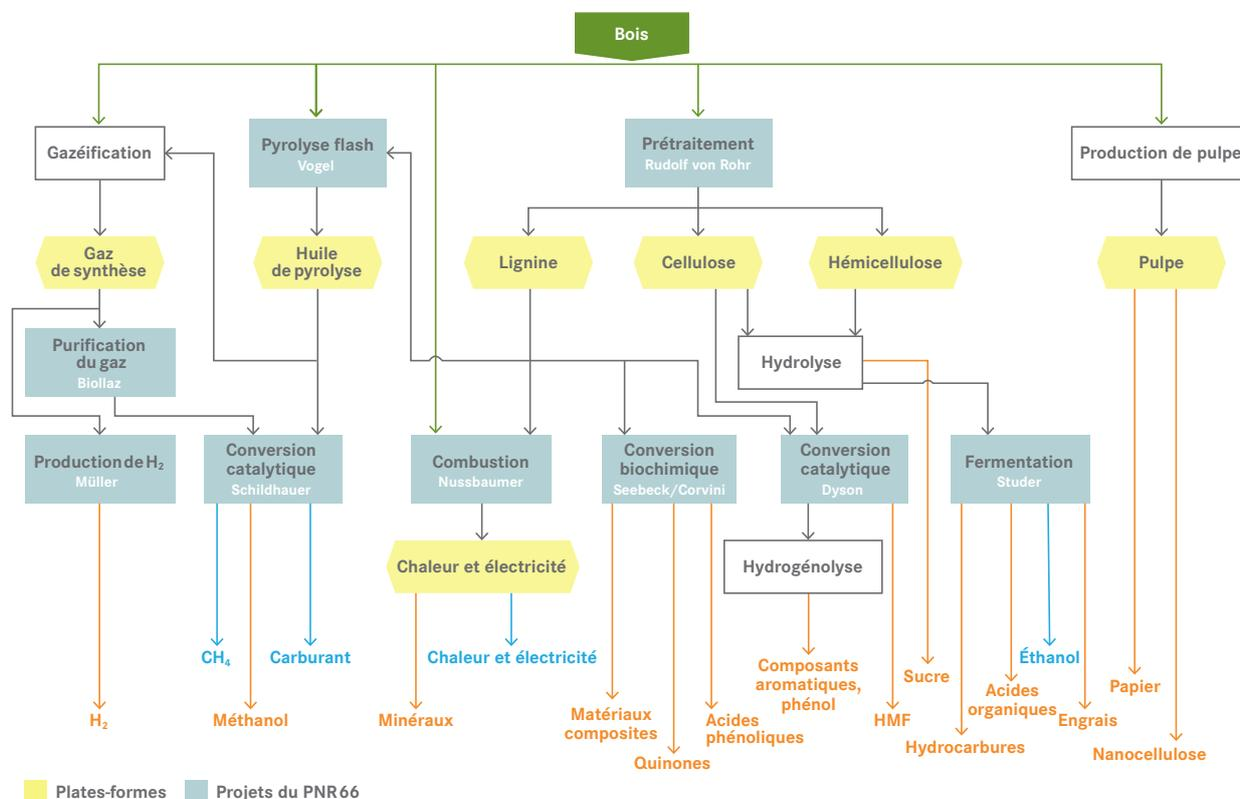 Bois
Gazéification
Pyrolyse flash
Vogel
Prétraitement
Rudolf von Rohr
Production de pulpe
Gaz
de synthèse
Huile
de pyrolyse
Lignine
Cellulose
Hémicellulose
Pulpe
Purification
du gaz
Biollaz
Hydrolyse
Production de H₂
Müller
Conversion
catalytique
Schildhauer
Combustion
Nussbaumer
Conversion
biochimique
Seebeck/Corvini
Conversion
catalytique
Dyson
Fermentation
Studer
Chaleur et électricité
Hydrogénolyse
CH₄
Carburant
Chaleur et électricité
Composants
aromatiques,
phénol
Sucre
Éthanol
Acides
organiques
Papier
H₂
Méthanol
Minéraux
Matériaux
composites
Acides
phénoliques
HMF
Engrais
Hydrocarbures
Nanocellulose
Quinones
Plates-formes
Projets du PNR 66